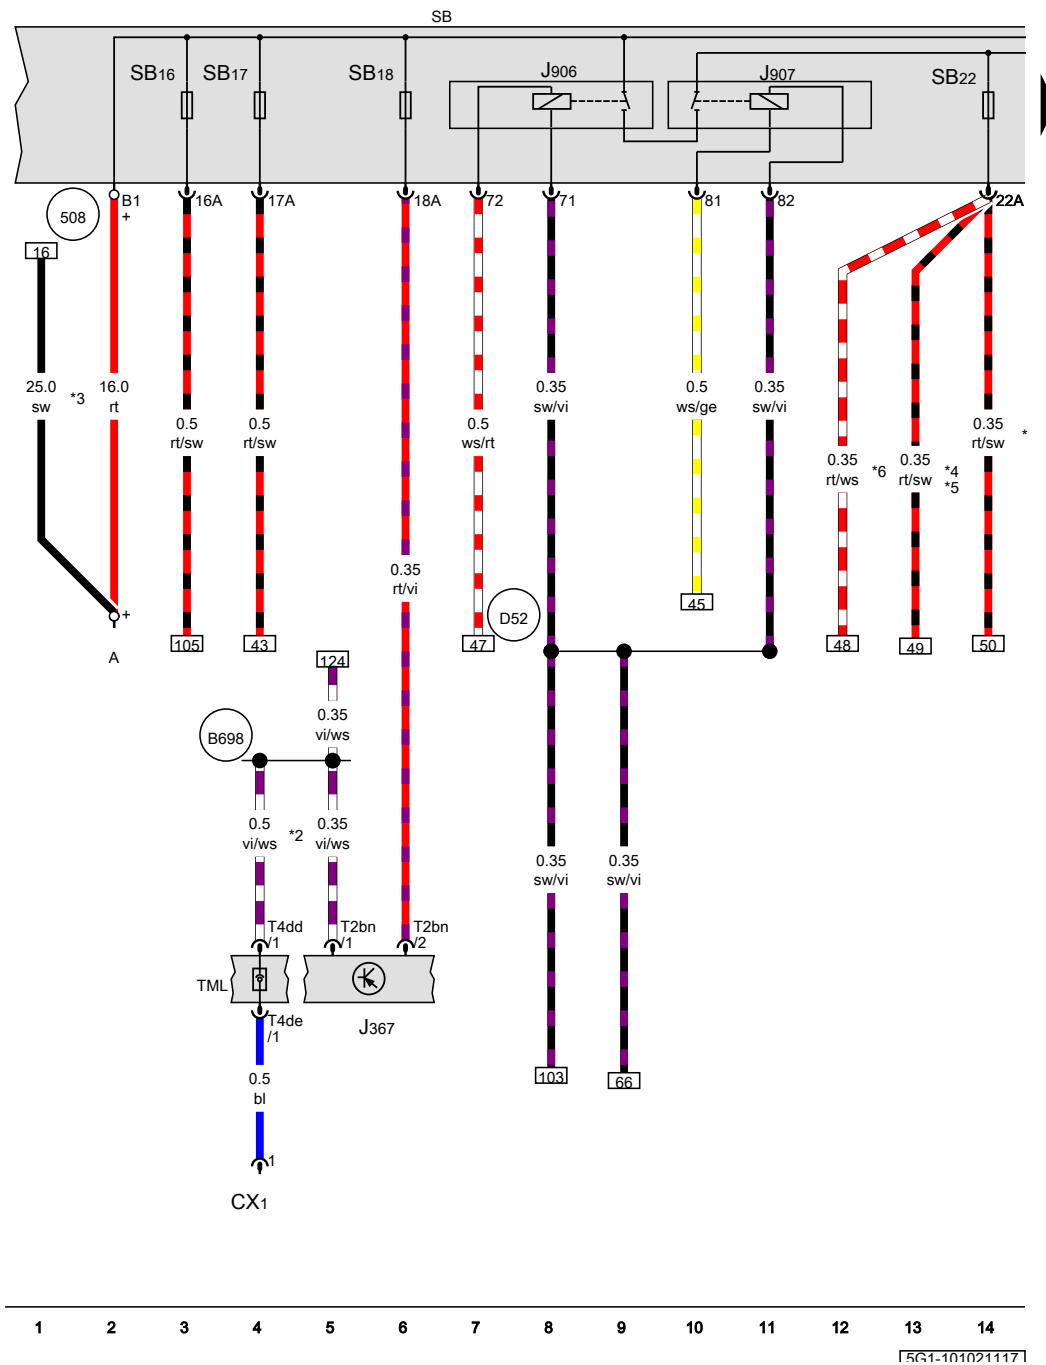 SB
SB16 SB17 SB18 J906 J907 SB22
508 B1 16A 17A 18A 72 71 81 82 22A
+
16
25.0 *3 16.0 0.35 0.5 0.35
sw rt sw/vi ws/ge sw/vi
0.5 0.5 0.5 0.35 *
rt/sw rt/sw ws/rt rt/sw
0.35 *6 0.35 *4
rt/ws rt/sw *5
0.35
rt/vi
45
+ D52
105 43 47 48 49 50
A 124
0.35
vi/ws
B698
0.5 *2 0.35
vi/ws vi/ws
0.35 0.35
sw/vi sw/vi
T4dd T2bn T2bn
/1 /1 /2
TML
T4de J367
/1
103 66
0.5
bl
1
CX1
1 2 3 4 5 6 7 8 9 10 11 12 13 14
5G1-101021117